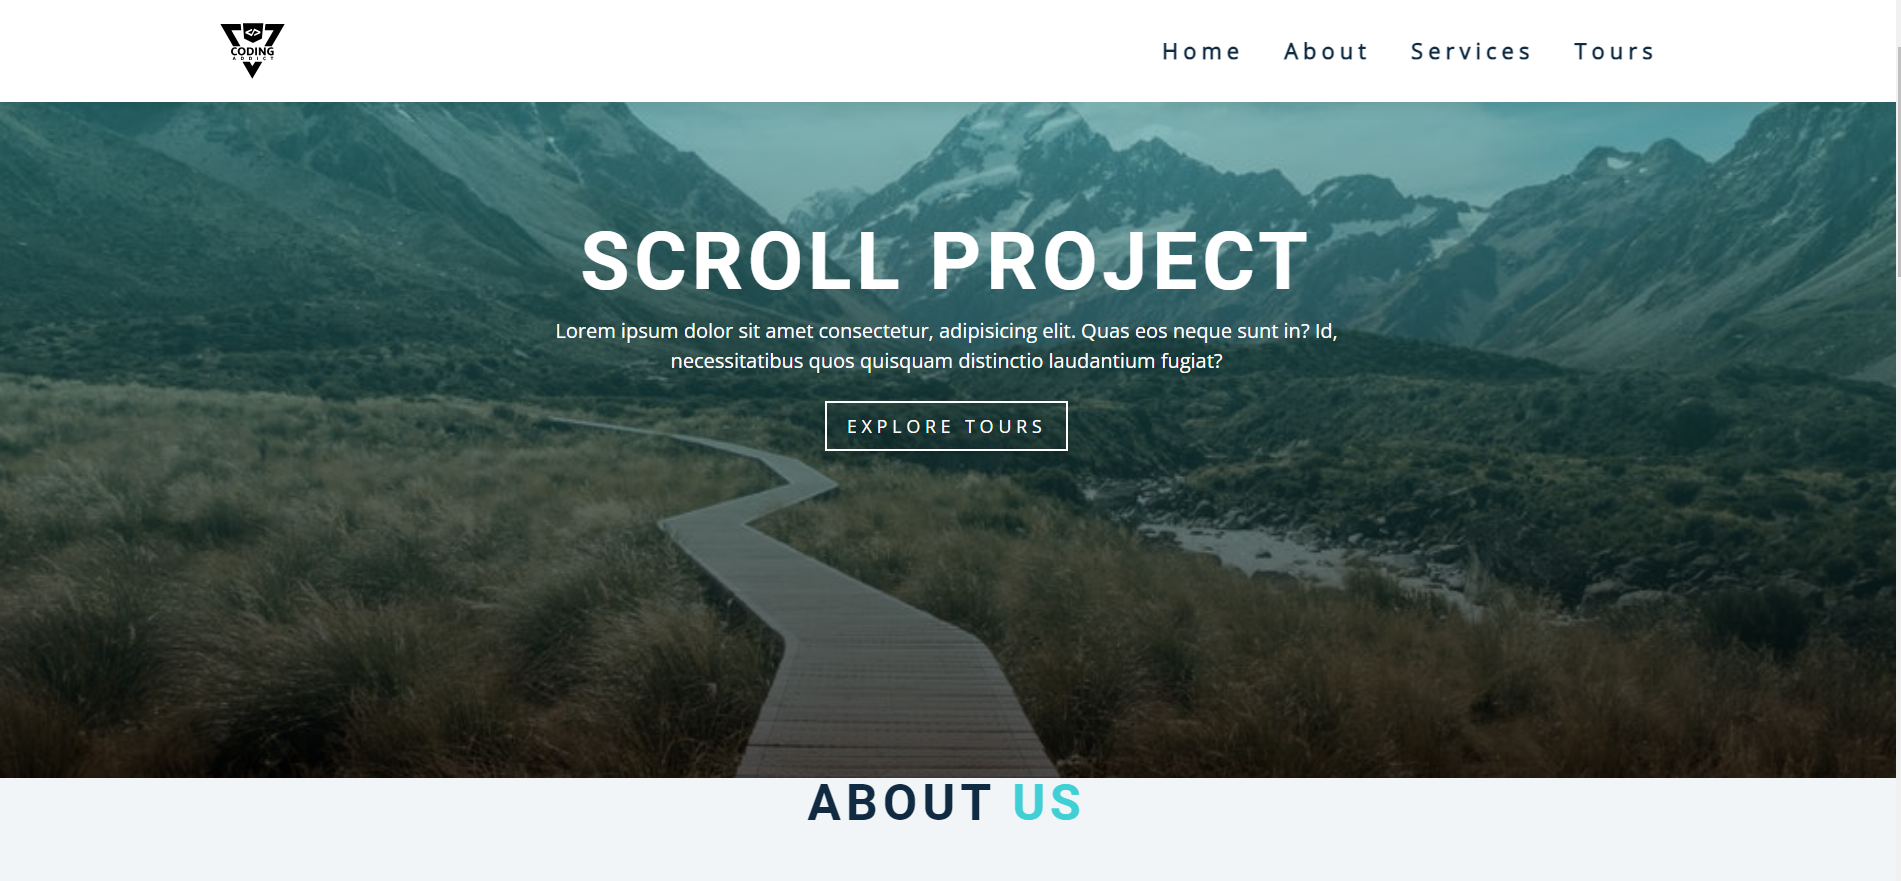 </>
CODING
ADDICT
Home About Services Tours
SCROLL PROJECT
Lorem ipsum dolor sit amet consectetur, adipisicing elit. Quas eos neque sunt in? Id,
necessitatibus quos quisquam distinctio laudantium fugiat?
EXPLORE TOURS
ABOUT US